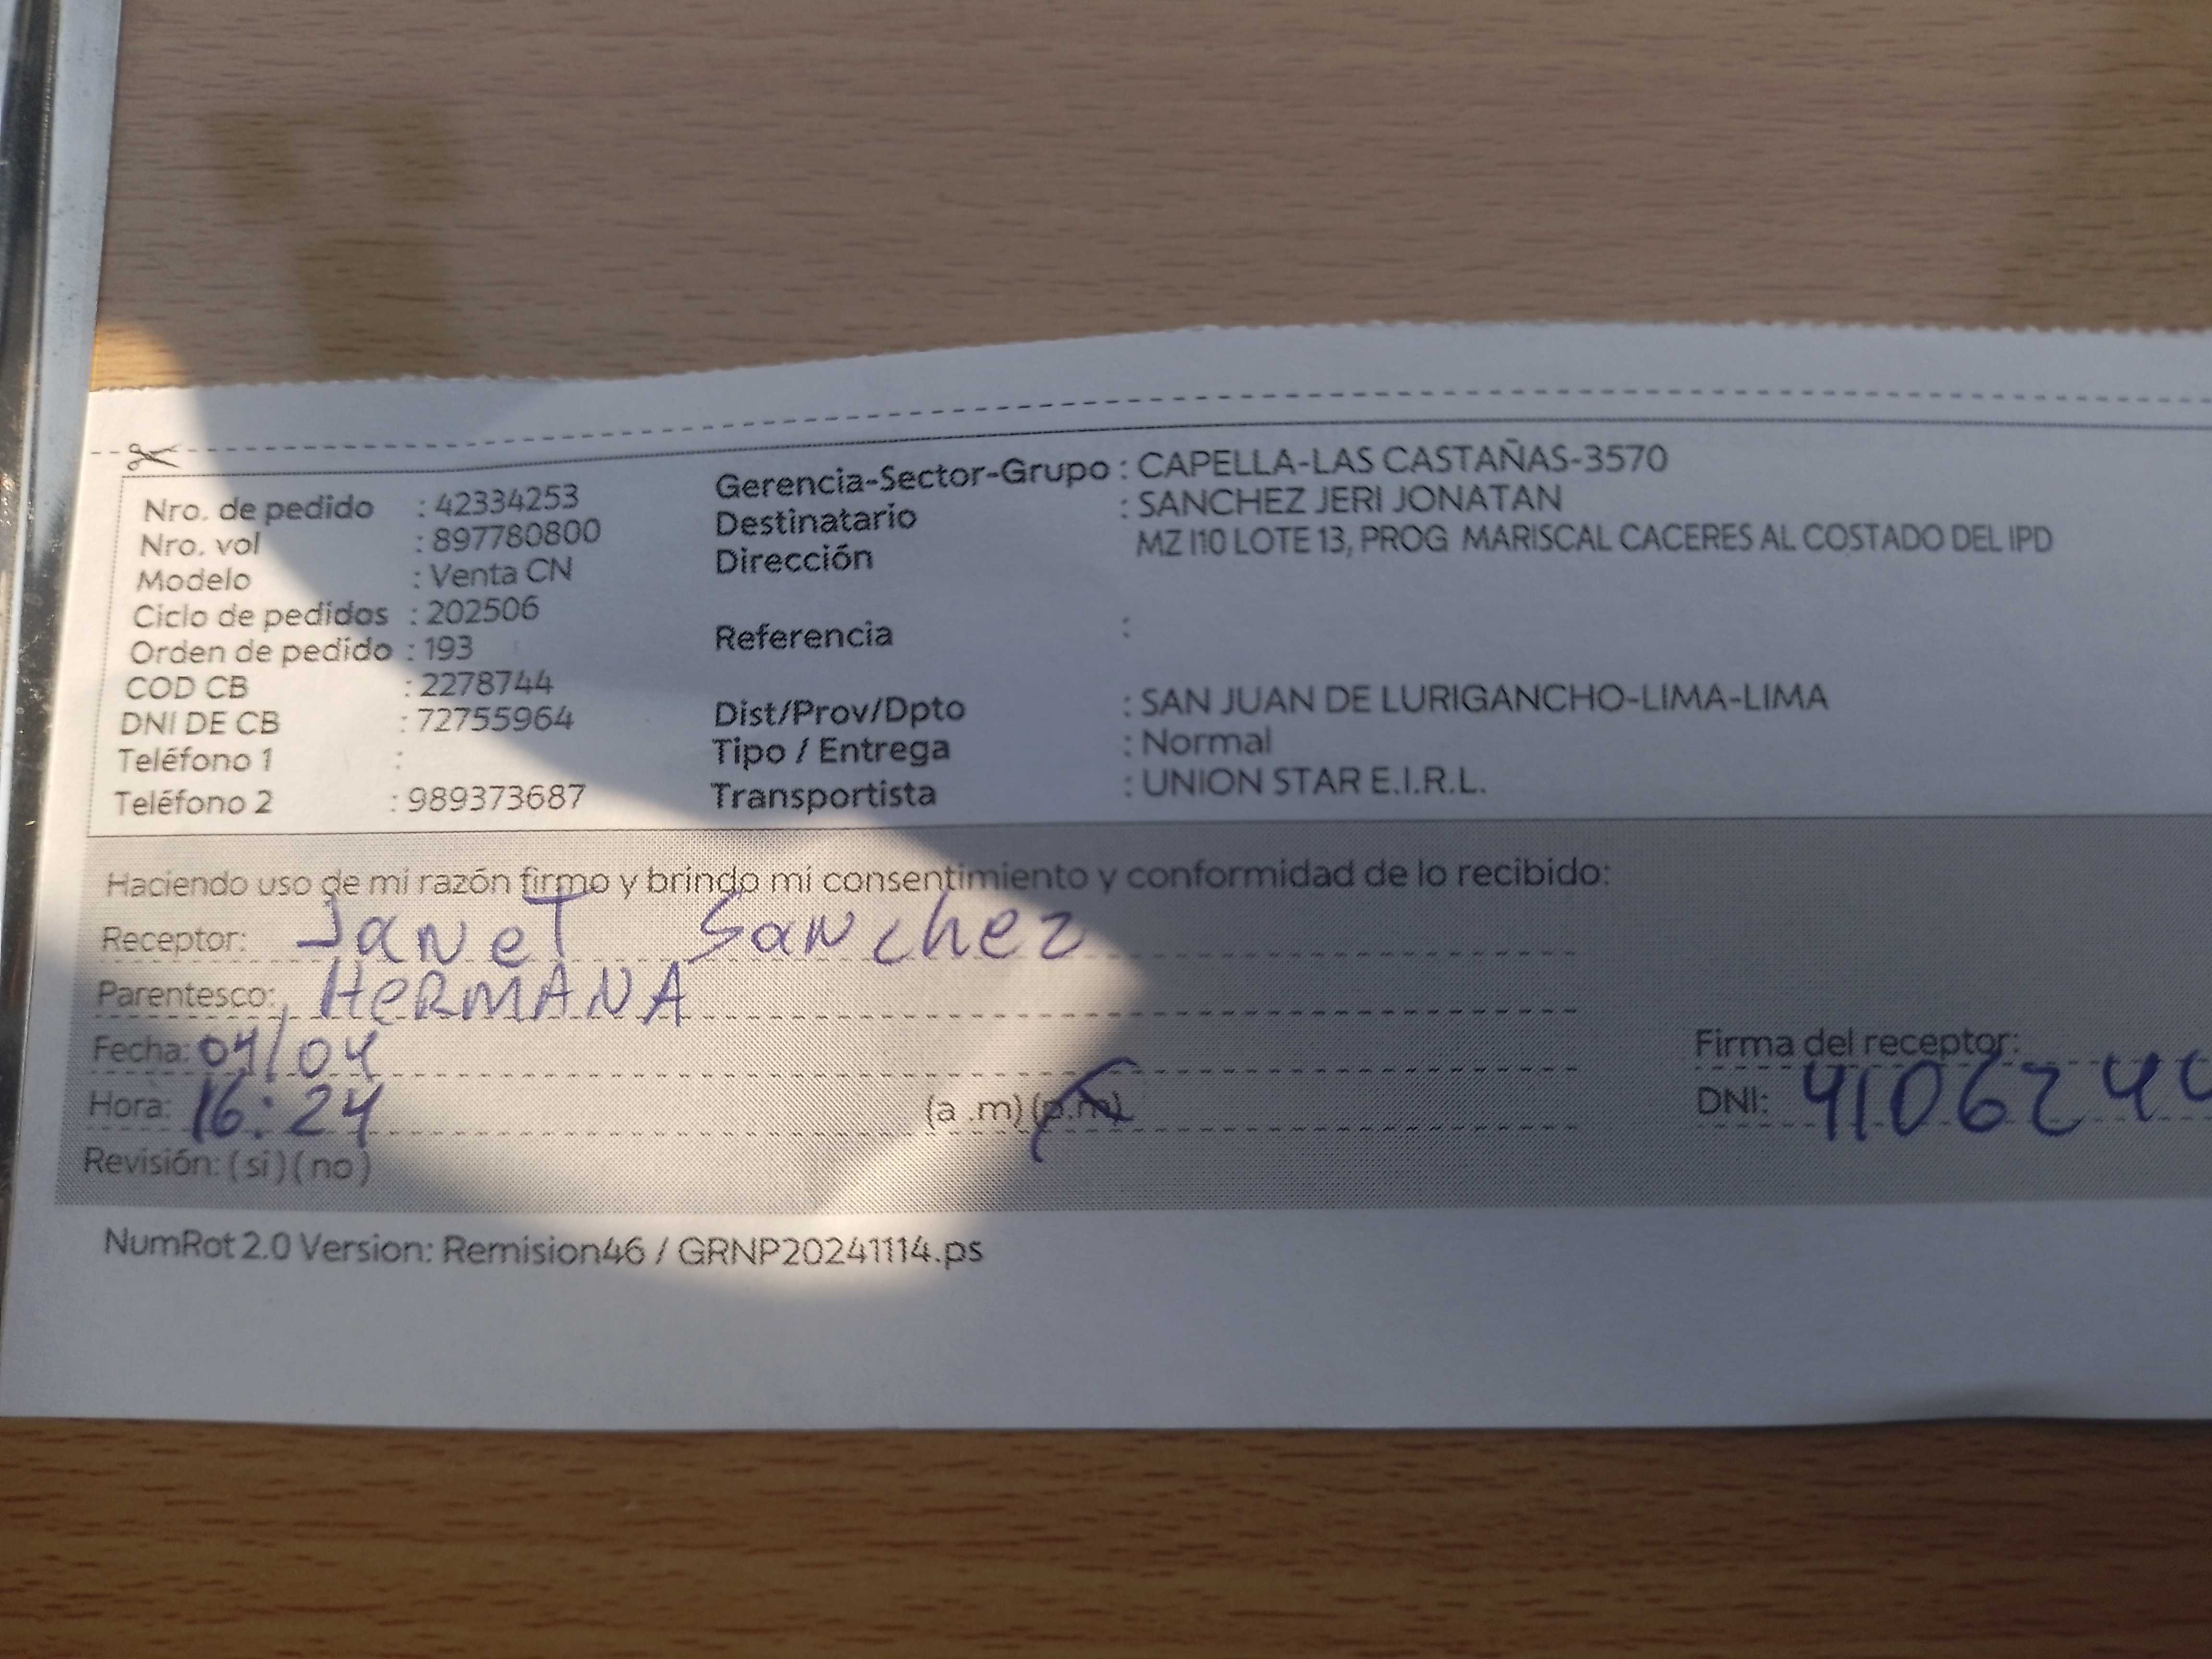 Nro. de pedido : 42334253
Nro. vol : 897780800
Modelo : Venta CN
Ciclo de pedidos : 202506
Orden de pedido : 193
COD CB : 2278744
DNI DE CB : 72755964
Teléfono 1 :
Teléfono 2 : 989373687
Gerencia-Sector-Grupo : CAPELLA-LAS CASTAÑAS-3570
Destinatario : SANCHEZ JERI JONATAN
Dirección MZ I10 LOTE 13, PROG MARISCAL CACERES AL COSTADO DEL IPD
Referencia :
Dist/Prov/Dpto : SAN JUAN DE LURIGANCHO-LIMA-LIMA
Tipo / Entrega : Normal
Transportista : UNION STAR E.I.R.L.
Haciendo uso de mi razón firmo y brindo mi consentimiento y conformidad de lo recibido:
Receptor: Janet Sanchez
Parentesco: HeRMANA
Fecha: 04/04
Hora: 16:24 (a .m) (p.m)
Revisión: (si) (no)
Firma del receptor:
DNI: 4106244
NumRot 2.0 Version: Remision46 / GRNP20241114.ps